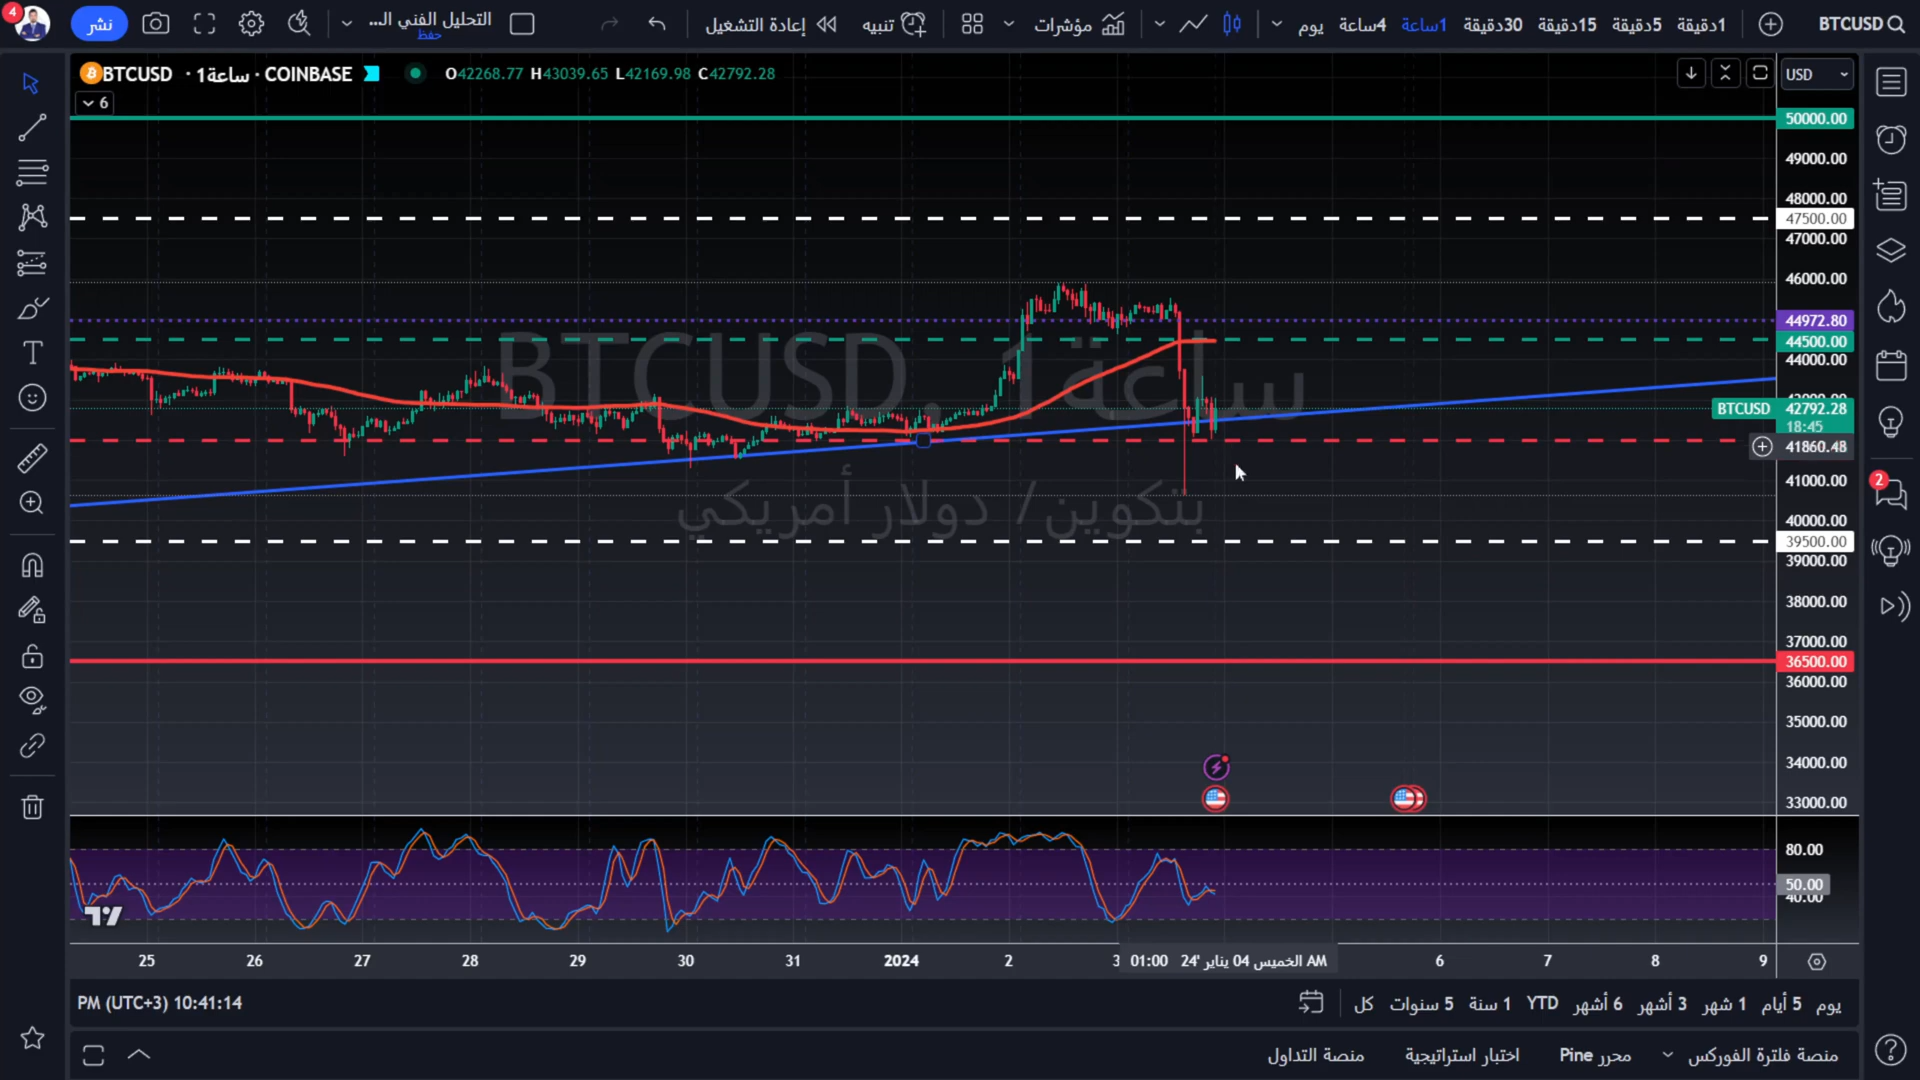 4
نشر
التحليل الفني الـ...
حفظ
إعادة التشغيل
تنبيه
مؤشرات
يوم
4ساعة
1ساعة
30دقيقة
15دقيقة
5دقيقة
1دقيقة
BTCUSD
BTCUSD · 1ساعة · COINBASE
O42268.77 H43039.65 L42169.98 C42792.28
6
USD
50000.00
49000.00
48000.00
47500.00
47000.00
46000.00
44972.80
44500.00
44000.00
BTCUSD 42792.28
18:45
41860.48
41000.00
40000.00
39500.00
39000.00
38000.00
37000.00
36500.00
36000.00
35000.00
34000.00
33000.00
BTCUSD, 1ساعة
بتكوين/ دولار أمريكي
2
80.00
50.00
40.00
25 26 27 28 29 30 31 2024 2 3 01:00 الخميس 04 يناير '24 AM 6 7 8 9
10:41:14 PM (UTC+3)
يوم 5 أيام 1 شهر 3 أشهر 6 أشهر YTD 1 سنة 5 سنوات كل
منصة فلترة الفوركس محرر Pine اختبار استراتيجية منصة التداول